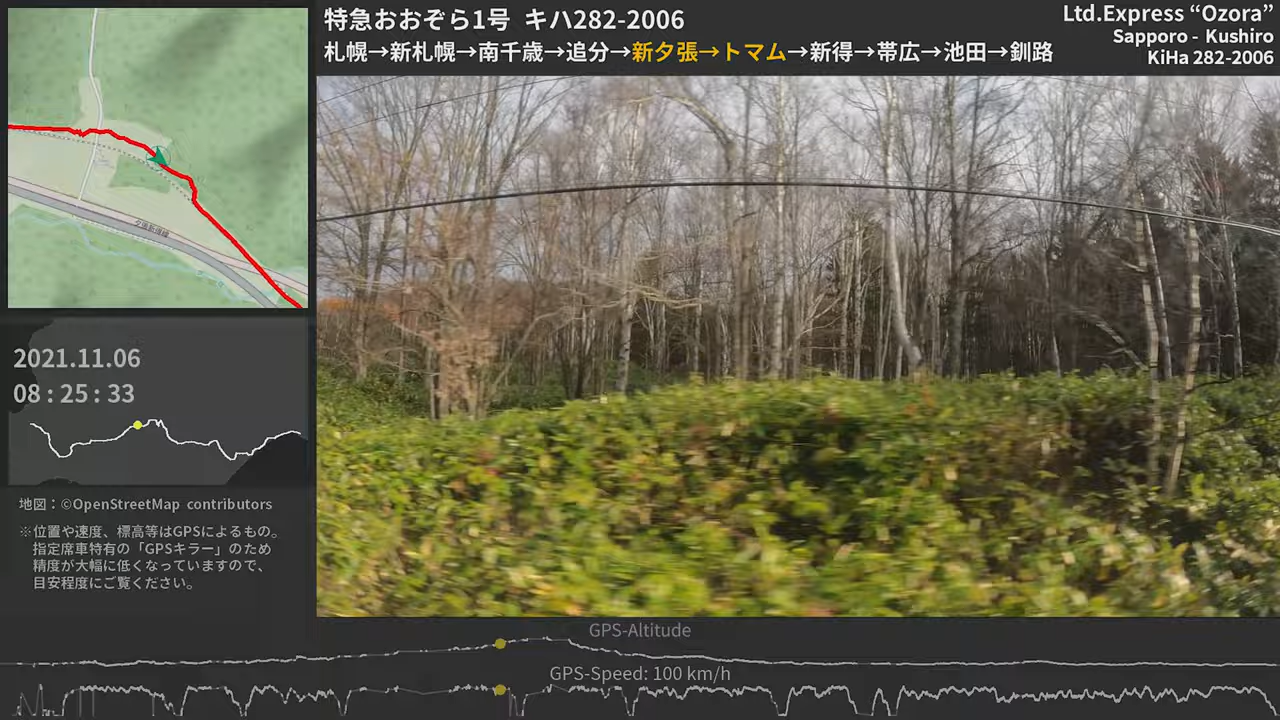 特急おおぞら1号 キハ282-2006
札幌→新札幌→南千歳→追分→新夕張→トマム→新得→帯広→池田→釧路
Ltd.Express “Ozora”
Sapporo - Kushiro
KiHa 282-2006
2021.11.06
08:25:33
地図：©OpenStreetMap contributors
※位置や速度、標高等はGPSによるもの。
指定席車特有の「GPSキラー」のため
精度が大幅に低くなっていますので、
目安程度にご覧ください。
GPS-Altitude
GPS-Speed: 100 km/h